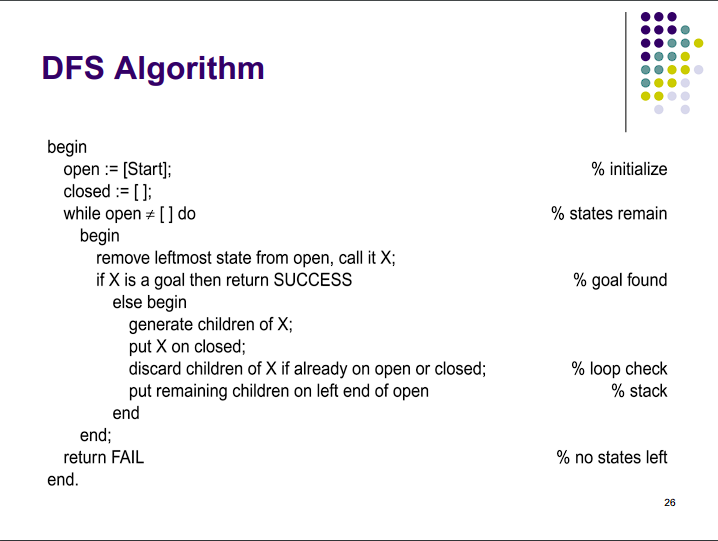 DFS Algorithm
begin
open := [Start]; % initialize
closed := [ ];
while open ≠ [ ] do % states remain
begin
remove leftmost state from open, call it X;
if X is a goal then return SUCCESS % goal found
else begin
generate children of X;
put X on closed;
discard children of X if already on open or closed; % loop check
put remaining children on left end of open % stack
end
end;
return FAIL % no states left
end.
26